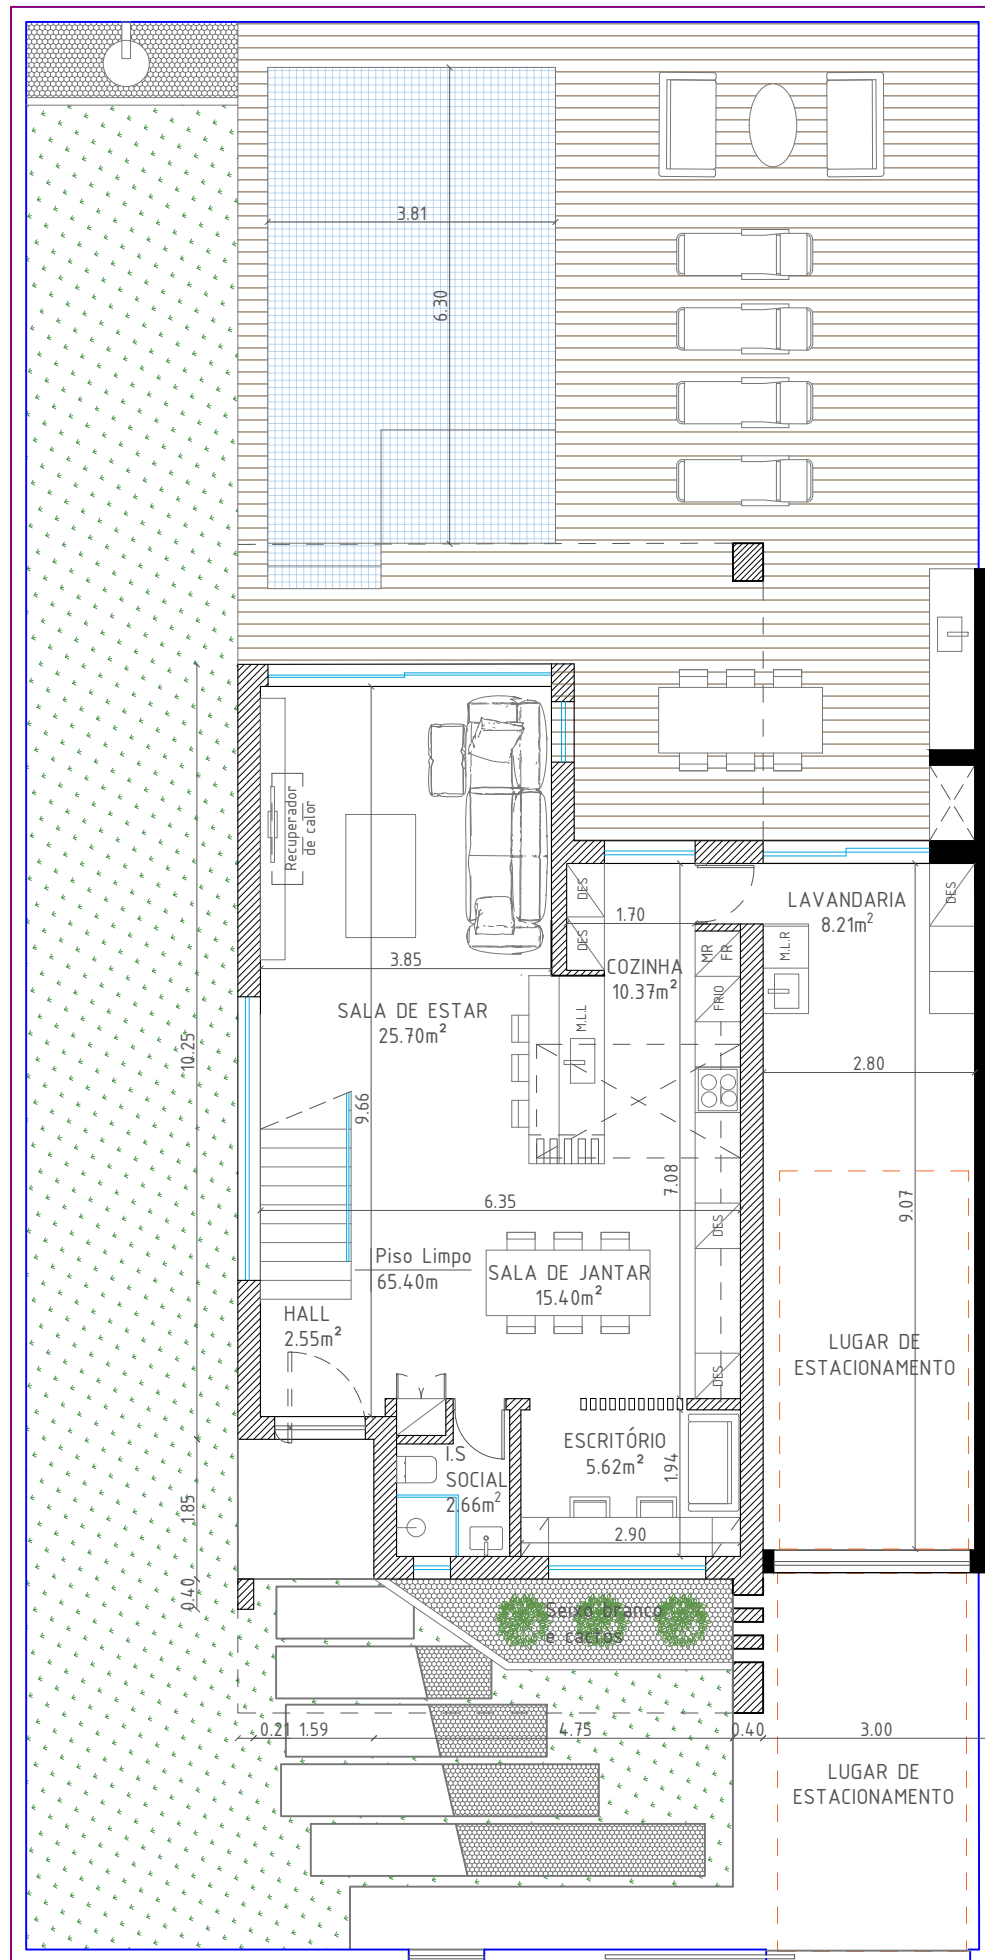 3.81
6.30
Recuperador
de calor
DES
1.70
DES
MR
FR
LAVANDARIA
8.21m²
DES
M.L.R
COZINHA
10.37m²
FRIO
3.85
SALA DE ESTAR
25.70m²
M.L.L
10.25
9.66
2.80
7.08
6.35
9.07
DES
Piso Limpo
65.40m
SALA DE JANTAR
15.40m²
HALL
2.55m²
LUGAR DE
ESTACIONAMENTO
DES
I.S
SOCIAL
2.66m²
ESCRITÓRIO
5.62m²
1.94
1.85
2.90
0.40
Seixo branco
e cactos
0.21
1.59
4.75
0.40
3.00
LUGAR DE
ESTACIONAMENTO